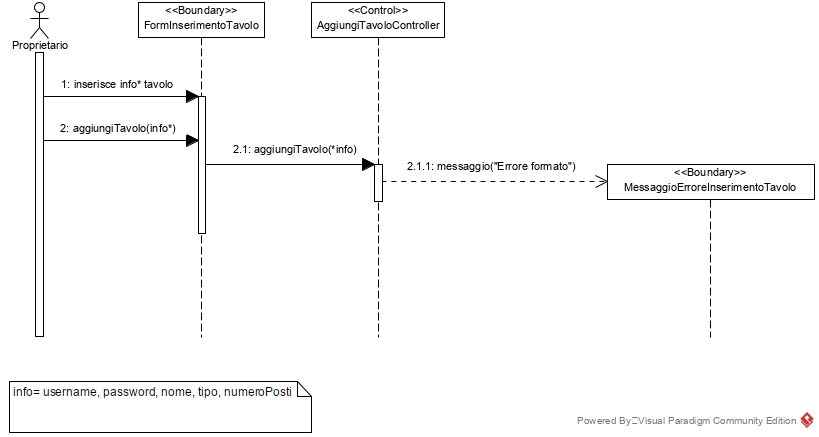 <<Boundary>>
FormInserimentoTavolo
<<Control>>
AggiungiTavoloController
Proprietario
1: inserisce info* tavolo
2: aggiungiTavolo(info*)
2.1: aggiungiTavolo(*info)
2.1.1: messaggio("Errore formato")
<<Boundary>>
MessaggioErroreInserimentoTavolo
info= username, password, nome, tipo, numeroPosti
Powered By Visual Paradigm Community Edition